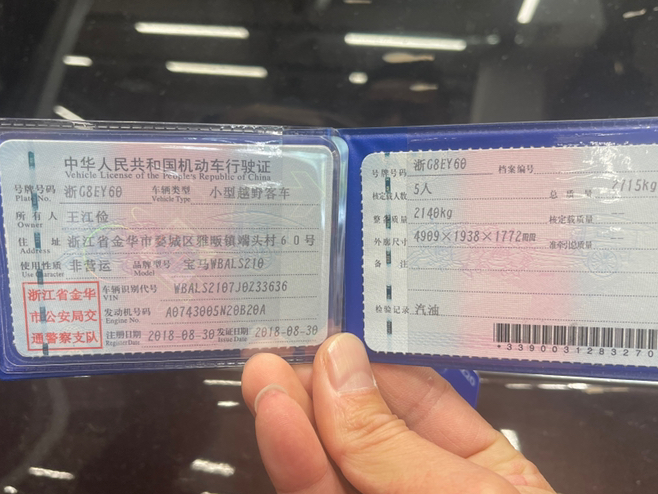 中华人民共和国机动车行驶证
Vehicle License of the People's Republic of China
号牌号码 浙G8EY60 车辆类型 小型越野客车
Plate No. Vehicle Type
所有人 王江俭
Owner
住址 浙江省金华市婺城区雅畈镇端头村60号
Address
使用性质 非营运 品牌型号 宝马WBALS210
Use Character Model
浙江省金华
市公安局交
通警察支队
车辆识别代号 WBALS2107J0Z33636
VIN
发动机号码 A0743005N20B20A
Engine No.
注册日期 2018-08-30 发证日期 2018-08-30
Register Date Issue Date
号牌号码 浙G8EY60 档案编号
核定载人数 5人 总质量 2715kg
整备质量 2140kg 核定载质量 --
外廓尺寸 4909×1938×1772 准牵引总质量 --
备注
检验记录 汽油
*3390031283270